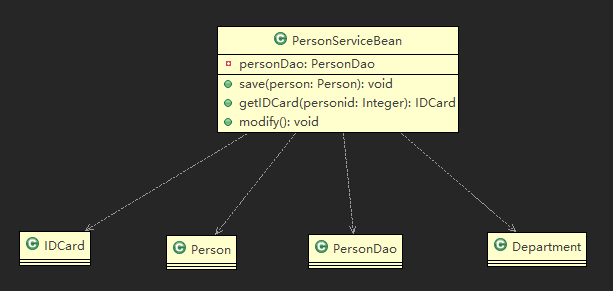 C PersonServiceBean
personDao: PersonDao
save(person: Person): void
getIDCard(personid: Integer): IDCard
modify(): void
C IDCard
C Person
C PersonDao
C Department